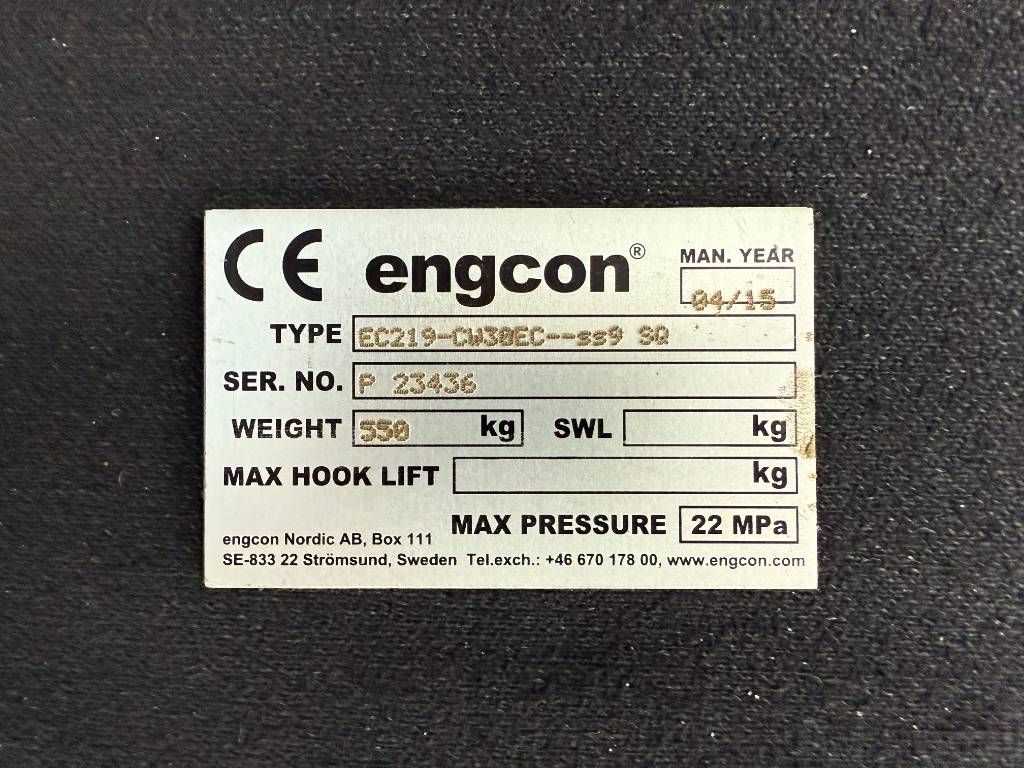 CE engcon® MAN. YEAR
04/15
TYPE EC219-CW30EC--ss9 SQ
SER. NO. P 23436
WEIGHT 550 kg SWL kg
MAX HOOK LIFT kg
MAX PRESSURE 22 MPa
engcon Nordic AB, Box 111
SE-833 22 Strömsund, Sweden Tel.exch.: +46 670 178 00, www.engcon.com